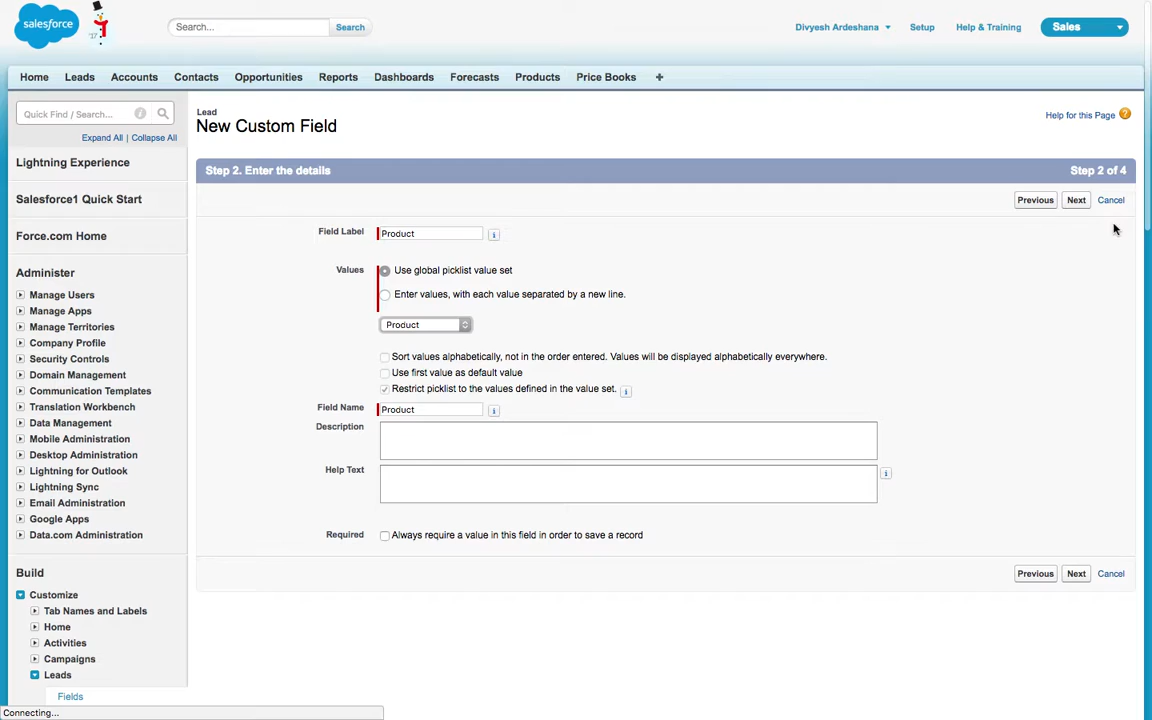 salesforce
'17
Search...
Search
Divyesh Ardeshana
Setup
Help & Training
Sales
Home
Leads
Accounts
Contacts
Opportunities
Reports
Dashboards
Forecasts
Products
Price Books
+
Quick Find / Search...
Expand All | Collapse All
Lightning Experience
Salesforce1 Quick Start
Force.com Home
Administer
Manage Users
Manage Apps
Manage Territories
Company Profile
Security Controls
Domain Management
Communication Templates
Translation Workbench
Data Management
Mobile Administration
Desktop Administration
Lightning for Outlook
Lightning Sync
Email Administration
Google Apps
Data.com Administration
Build
Customize
Tab Names and Labels
Home
Activities
Campaigns
Leads
Fields
Connecting...
Lead
New Custom Field
Help for this Page ?
Step 2. Enter the details
Step 2 of 4
Previous
Next
Cancel
Field Label
Product
Values
Use global picklist value set
Enter values, with each value separated by a new line.
Product
Sort values alphabetically, not in the order entered. Values will be displayed alphabetically everywhere.
Use first value as default value
Restrict picklist to the values defined in the value set.
Field Name
Product
Description
Help Text
Required
Always require a value in this field in order to save a record
Previous
Next
Cancel